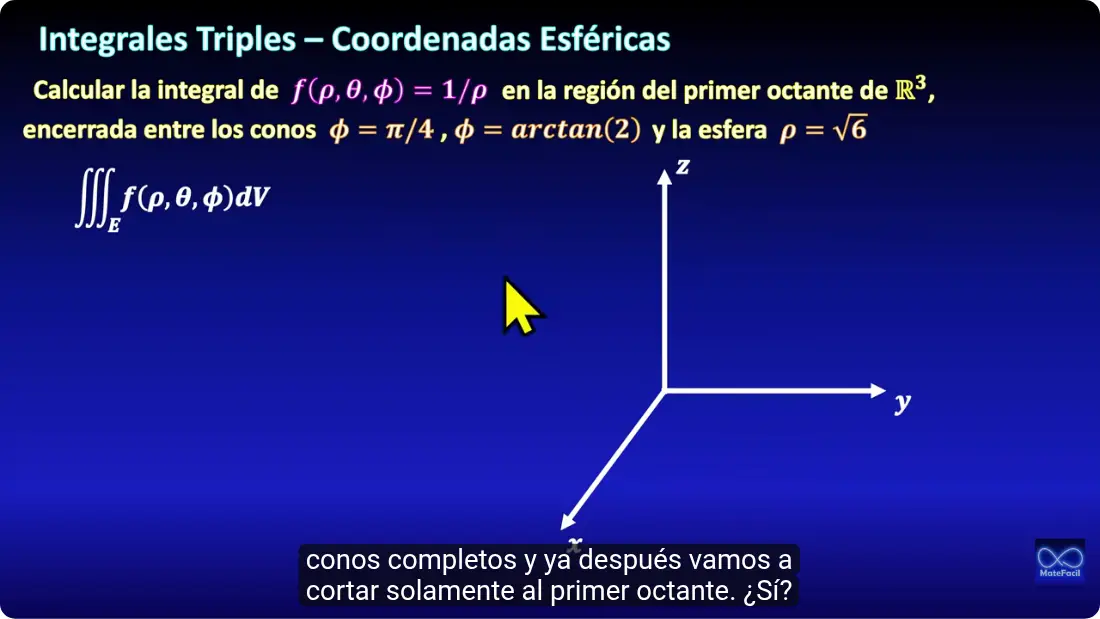 Integrales Triples – Coordenadas Esféricas
Calcular la integral de f(ρ, θ, ϕ) = 1/ρ en la región del primer octante de ℝ³,
encerrada entre los conos ϕ = π/4 , ϕ = arctan(2) y la esfera ρ = √6
∭_E f(ρ, θ, ϕ)dV
z
y
x
conos completos y ya después vamos a
cortar solamente al primer octante. ¿Sí?
MateFacil